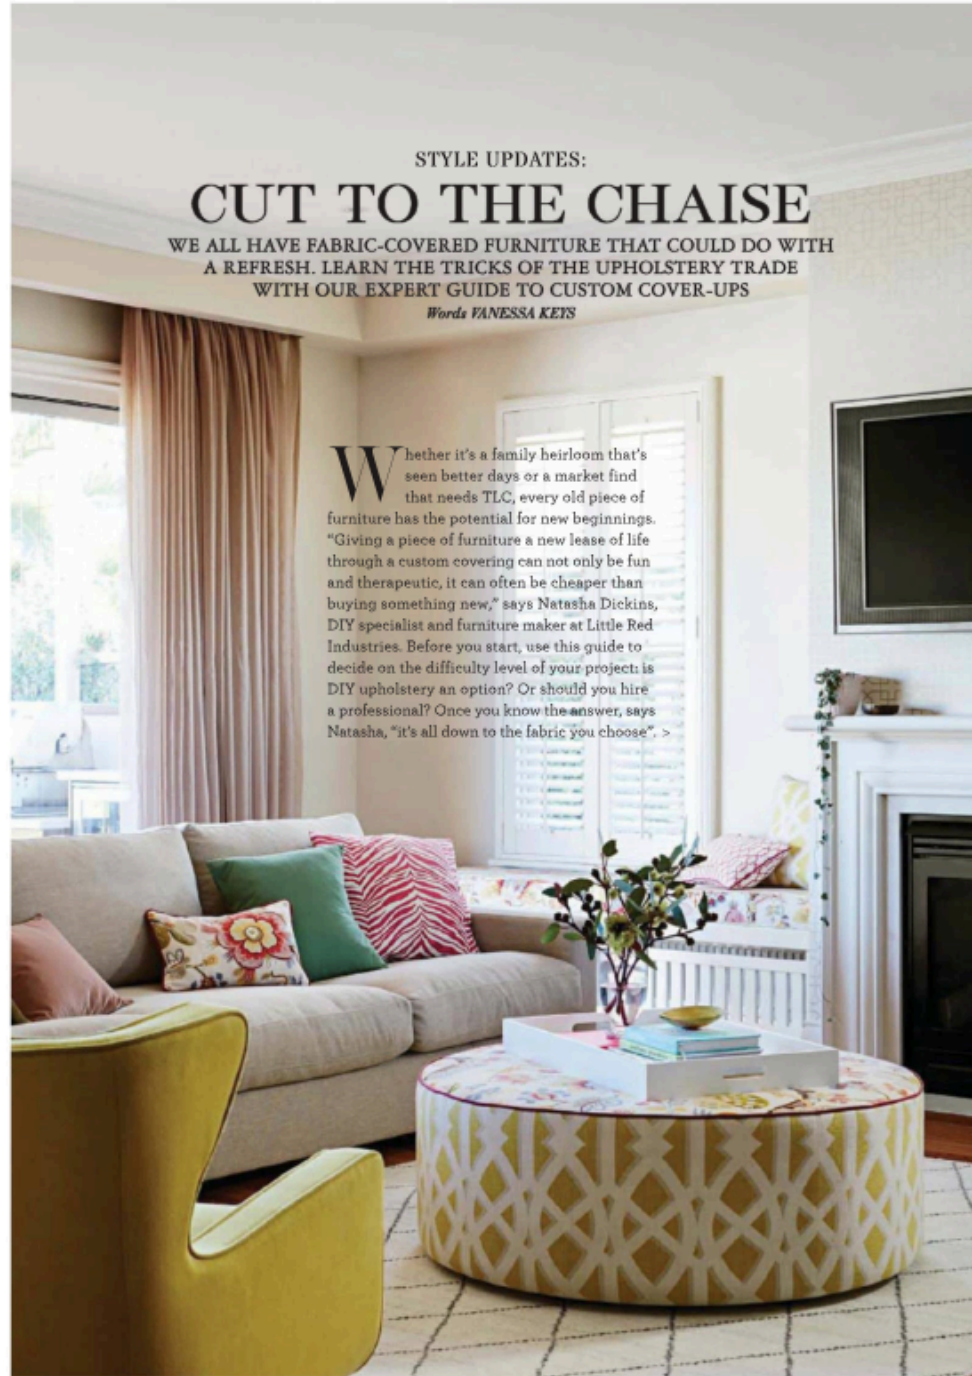 STYLE UPDATES:
CUT TO THE CHAISE
WE ALL HAVE FABRIC-COVERED FURNITURE THAT COULD DO WITH
A REFRESH. LEARN THE TRICKS OF THE UPHOLSTERY TRADE
WITH OUR EXPERT GUIDE TO CUSTOM COVER-UPS
Words VANESSA KEYS
Whether it's a family heirloom that's
seen better days or a market find
that needs TLC, every old piece of
furniture has the potential for new beginnings.
“Giving a piece of furniture a new lease of life
through a custom covering can not only be fun
and therapeutic, it can often be cheaper than
buying something new,” says Natasha Dickins,
DIY specialist and furniture maker at Little Red
Industries. Before you start, use this guide to
decide on the difficulty level of your project: is
DIY upholstery an option? Or should you hire
a professional? Once you know the answer, says
Natasha, “it's all down to the fabric you choose”. >